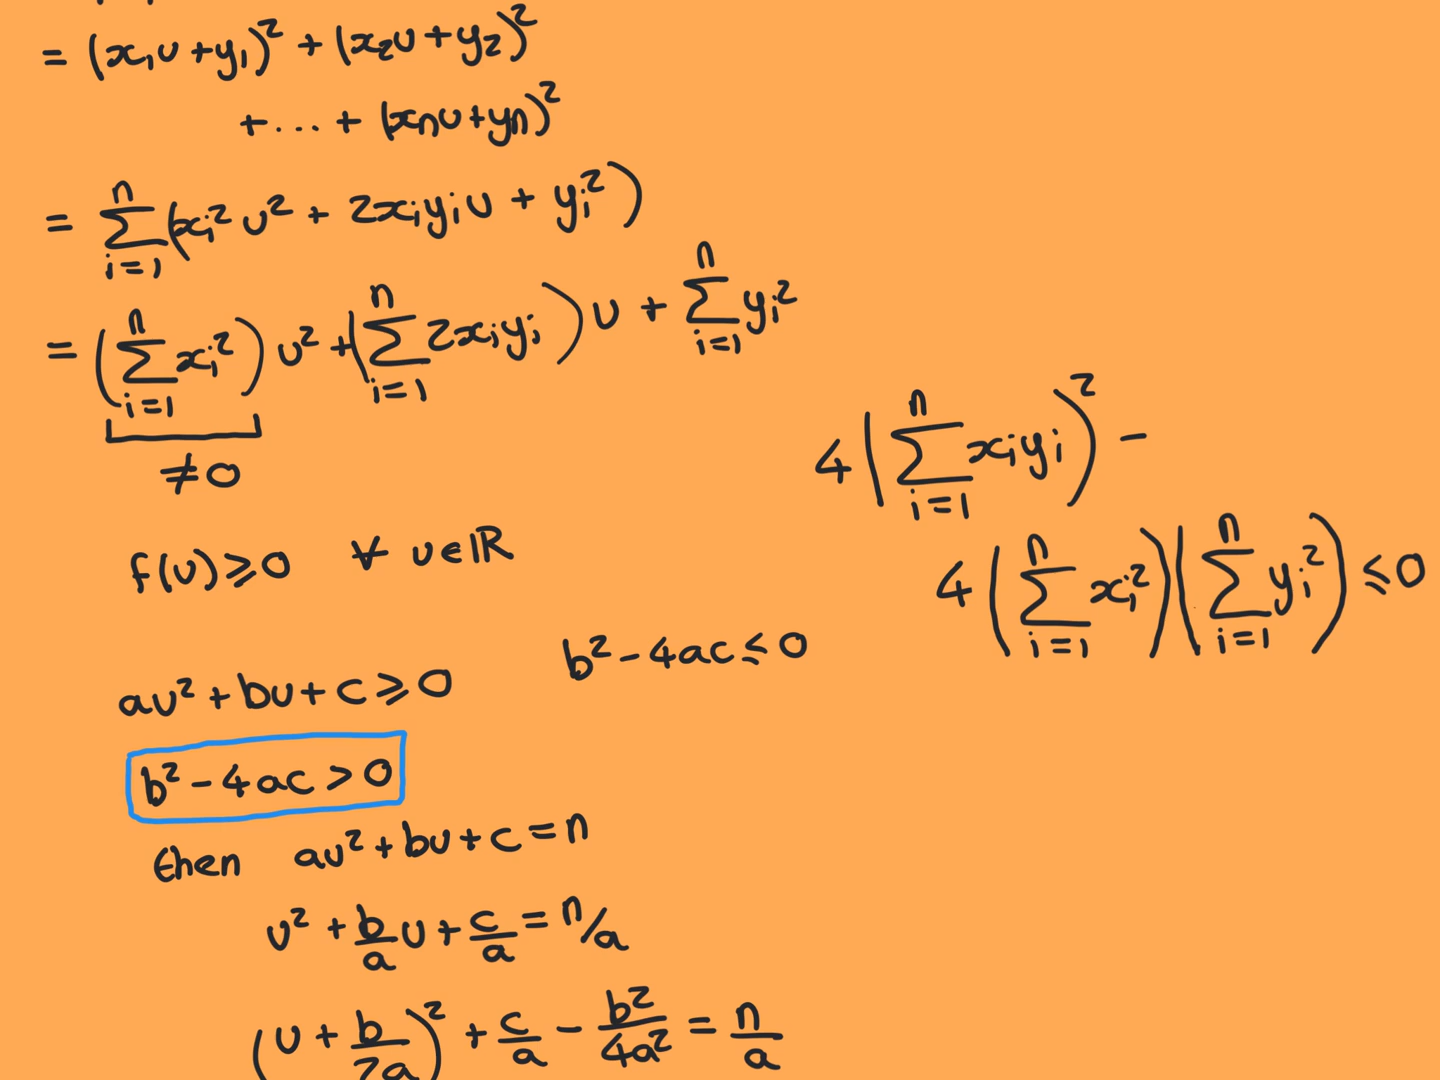 = (x₁u + y₁)² + (x₂u + y₂)²
+ ... + (xₙu + yₙ)²
= ∑ᵢ₌₁ⁿ (xᵢ²u² + 2xᵢyᵢu + yᵢ²)
= (∑ᵢ₌₁ⁿ xᵢ²) u² + (∑ᵢ₌₁ⁿ 2xᵢyᵢ) u + ∑ᵢ₌₁ⁿ yᵢ²
≠0
f(u) ⩾ 0 ∀ u ∈ ℝ
au² + bu + c ⩾ 0
b² - 4ac ⩽ 0
4(∑ᵢ₌₁ⁿ xᵢyᵢ)² -
4(∑ᵢ₌₁ⁿ xᵢ²)(∑ᵢ₌₁ⁿ yᵢ²) ⩽ 0
b² - 4ac > 0
then au² + bu + c = n
u² + b/a u + c/a = n/a
(u + b/2a)² + c/a - b²/4a² = n/a